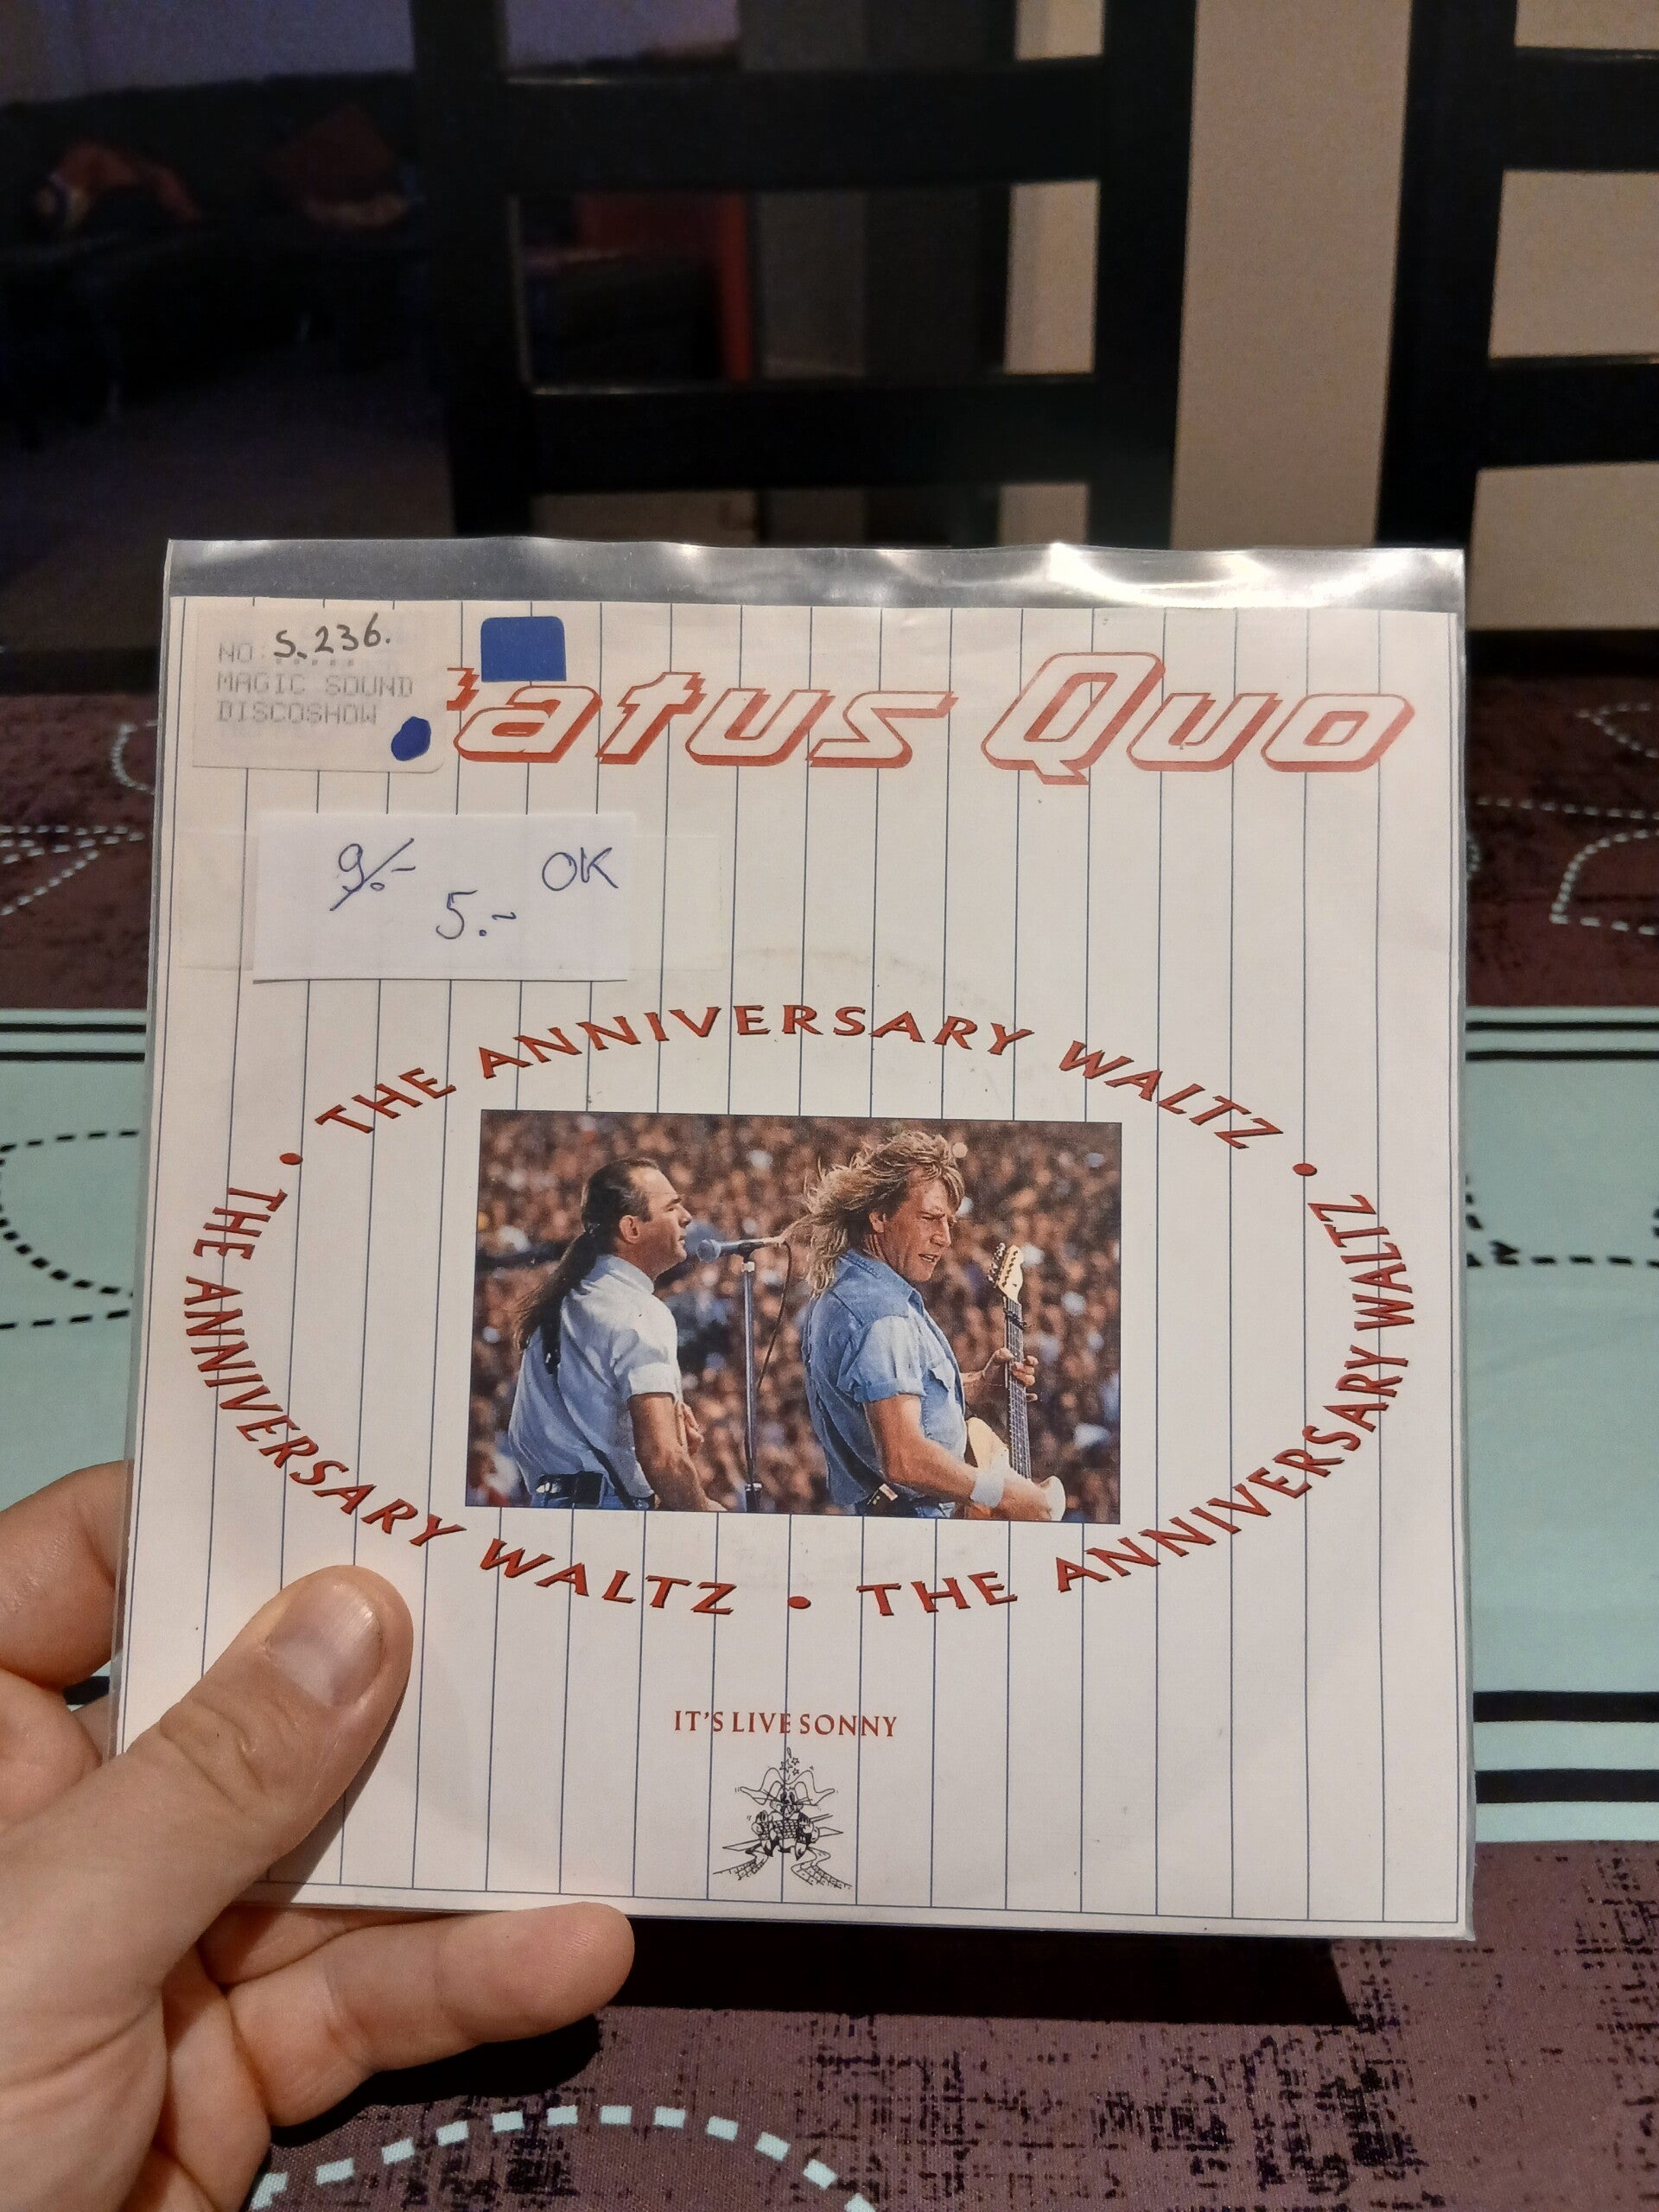 NO: S.236.
MAGIC SOUND
DISCOSHOW
atus Quo
9.-
5.-
OK
THE ANNIVERSARY WALTZ • THE ANNIVERSARY WALTZ • THE ANNIVERSARY WALTZ •
IT'S LIVE SONNY